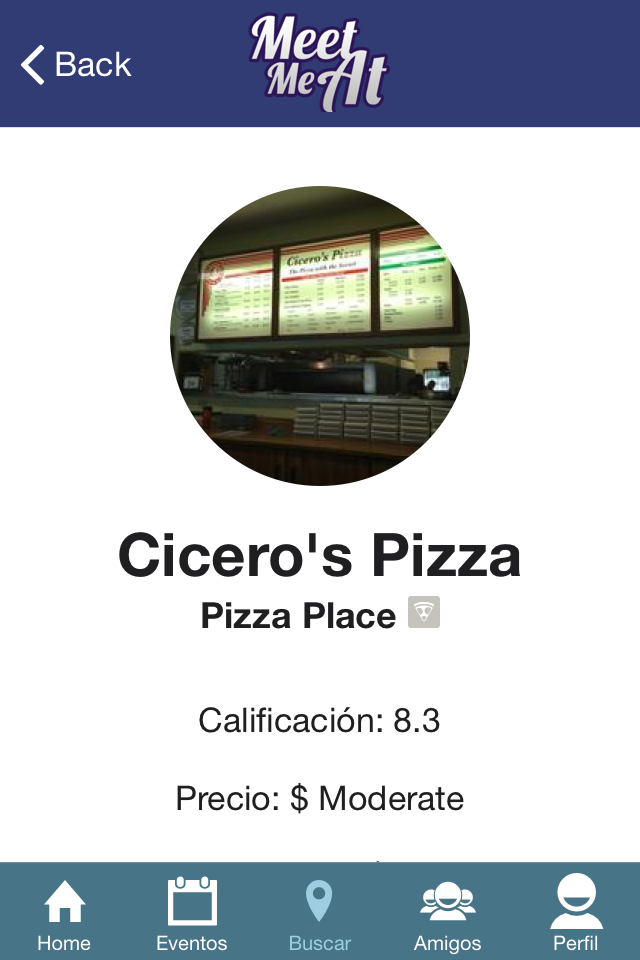 Back
Meet
Me At
Cicero's Pizza
The Pizza with the Secret
Cicero's Pizza
Pizza Place
Calificación: 8.3
Precio: $ Moderate
Home
Eventos
Buscar
Amigos
Perfil